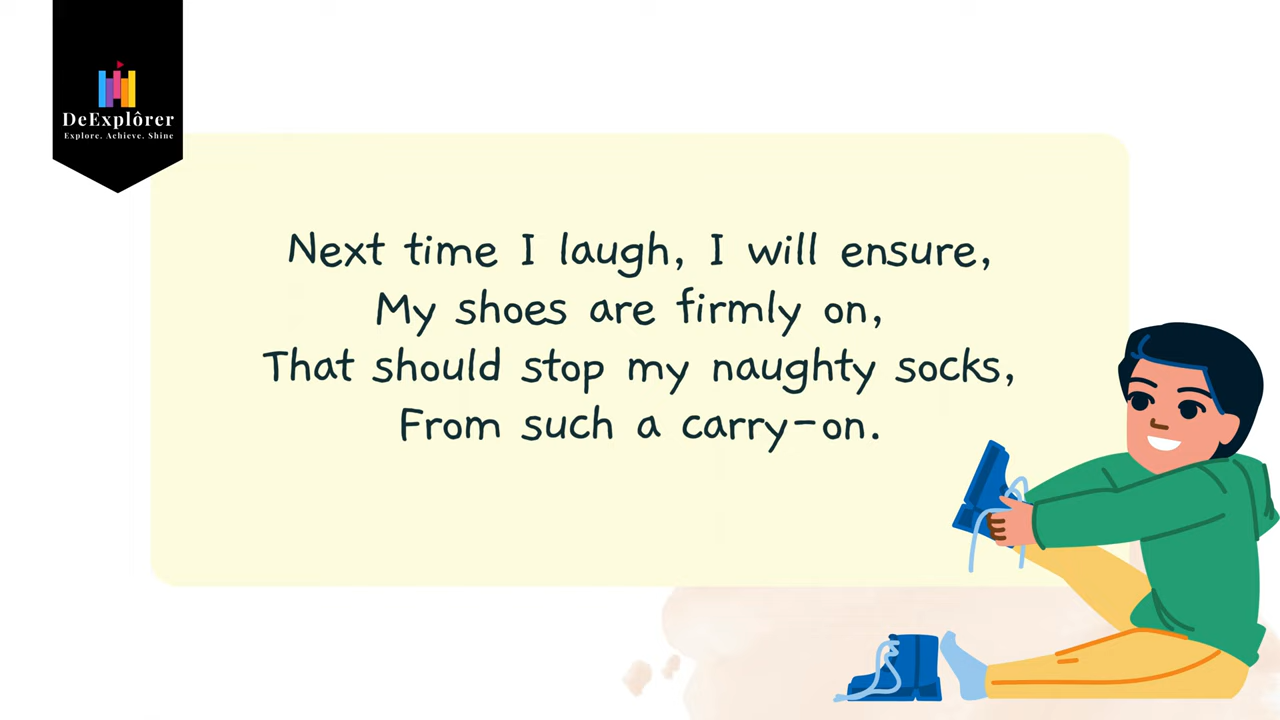 DeExplôrer
Explore. Achieve. Shine
Next time I laugh, I will ensure,
My shoes are firmly on,
That should stop my naughty socks,
From such a carry-on.